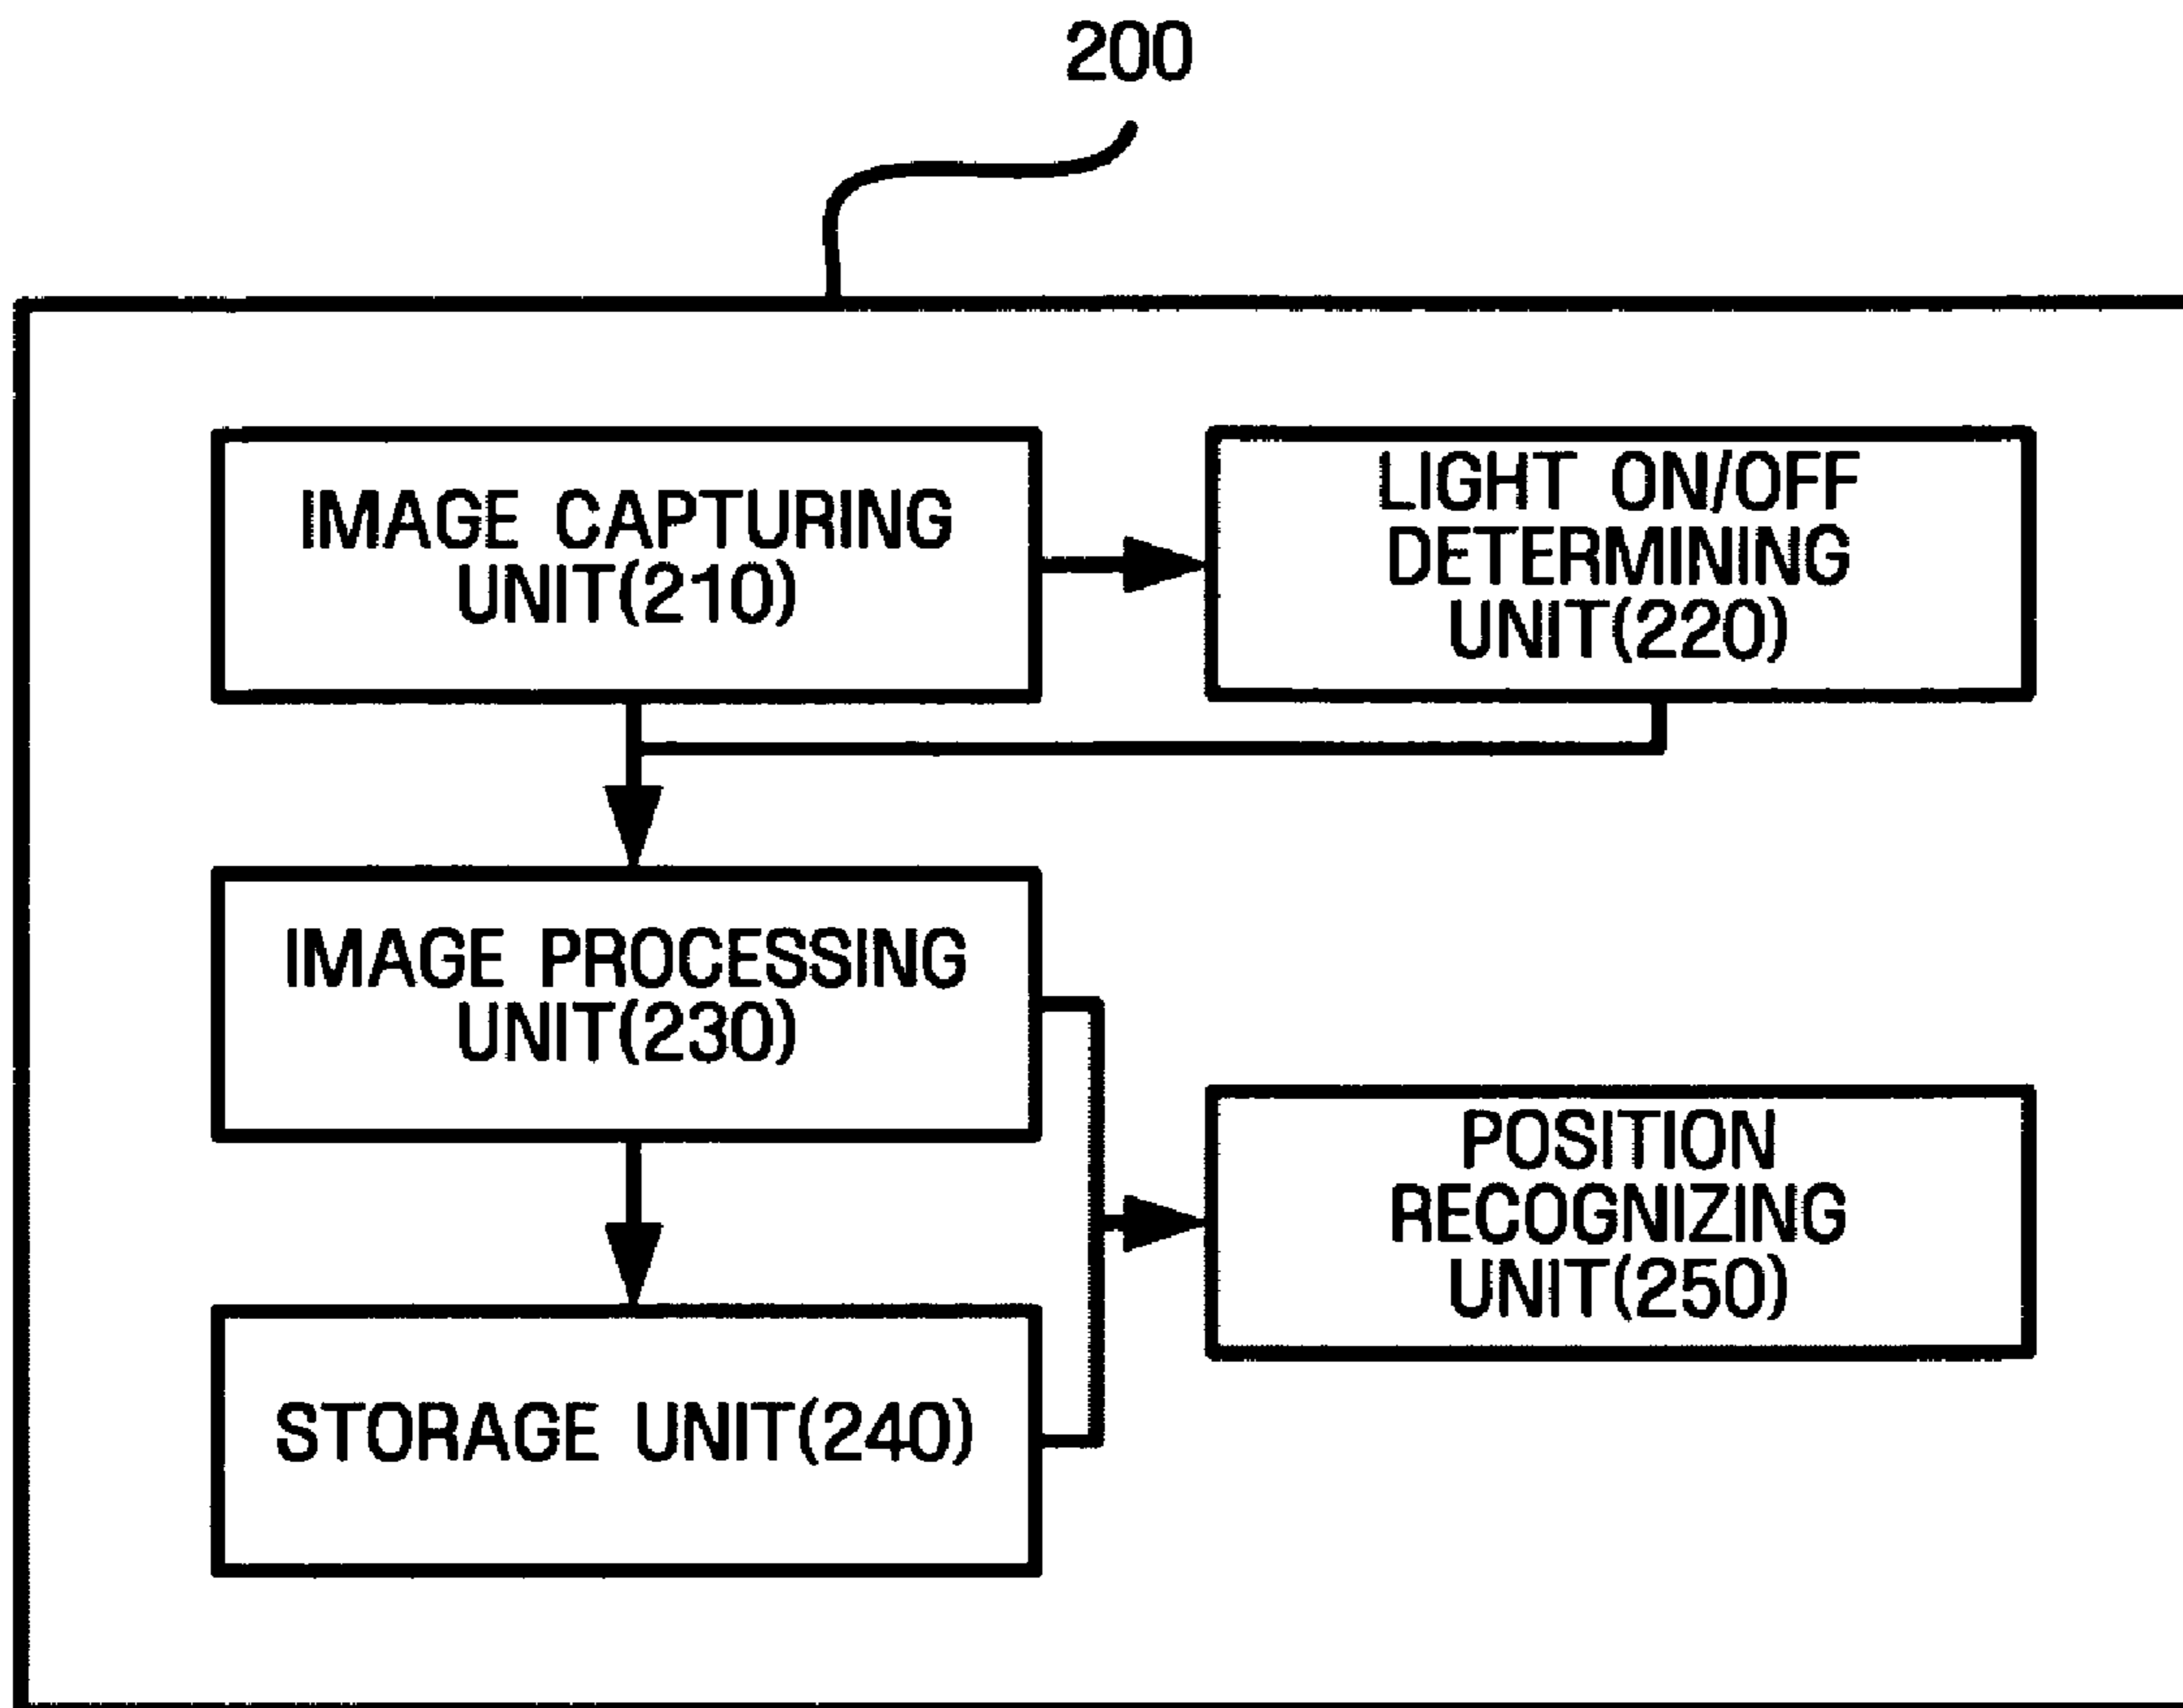 200
IMAGE CAPTURING
UNIT(210)
LIGHT ON/OFF
DETERMINING
UNIT(220)
IMAGE PROCESSING
UNIT(230)
POSITION
RECOGNIZING
UNIT(250)
STORAGE UNIT(240)